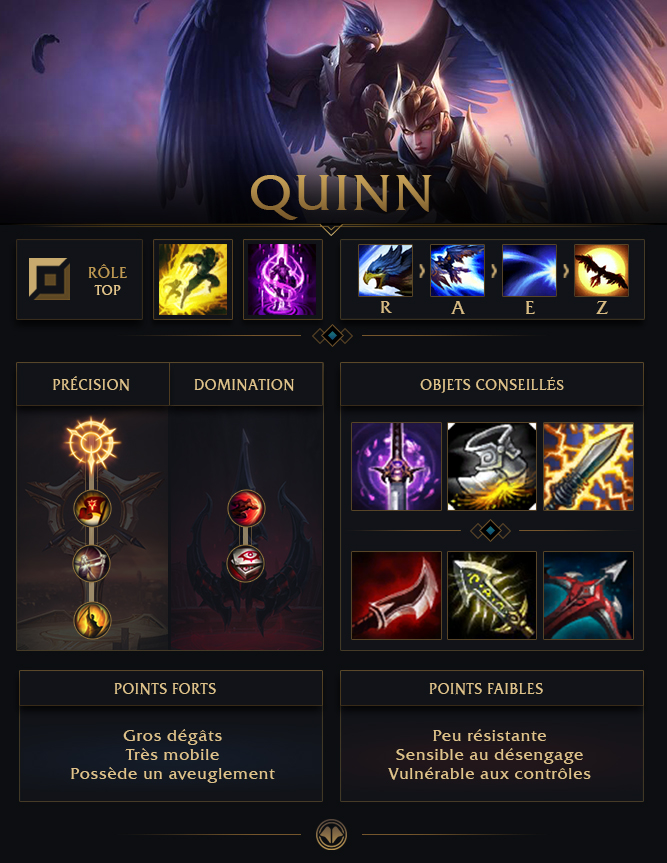 QUINN
RÔLE
TOP
R
A
E
Z
PRÉCISION
DOMINATION
OBJETS CONSEILLÉS
POINTS FORTS
Gros dégâts
Très mobile
Possède un aveuglement
POINTS FAIBLES
Peu résistante
Sensible au désengage
Vulnérable aux contrôles